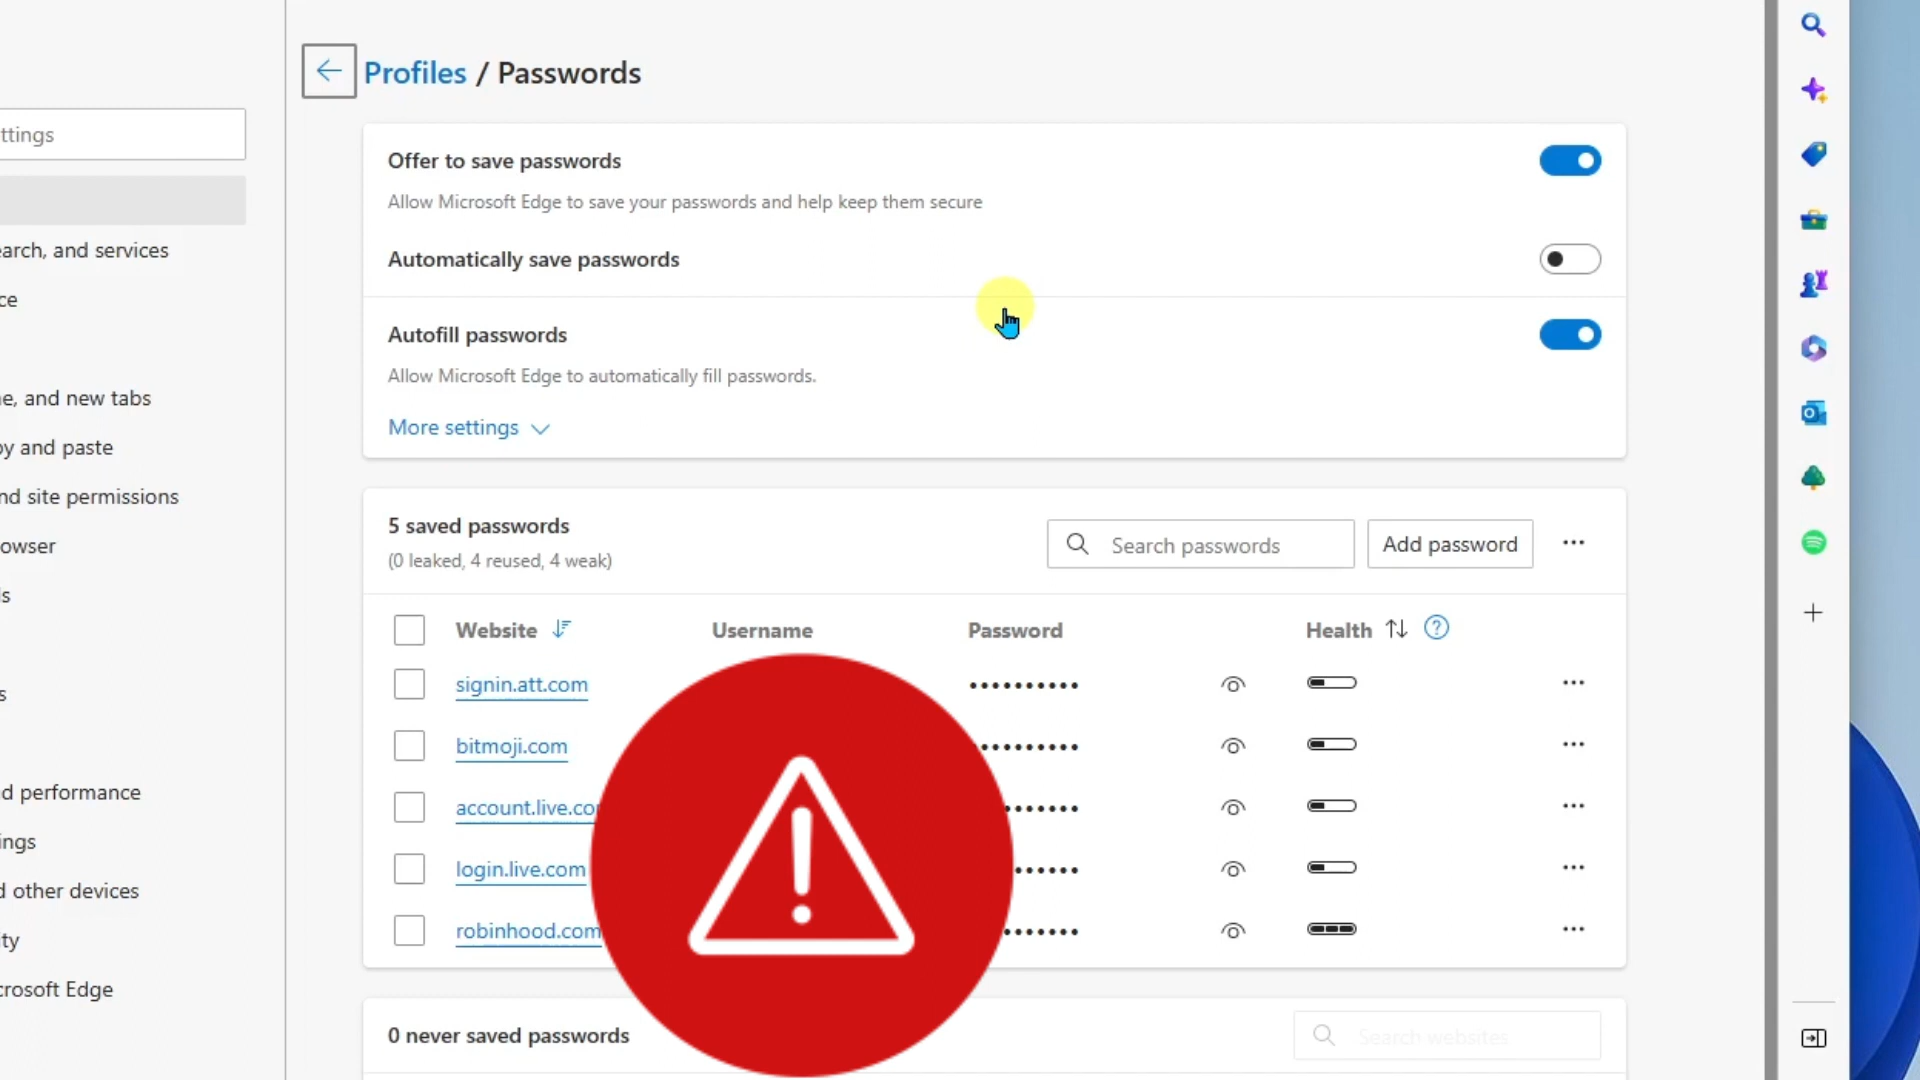 Profiles / Passwords
ttings
Offer to save passwords
Allow Microsoft Edge to save your passwords and help keep them secure
earch, and services
Automatically save passwords
ce
Autofill passwords
Allow Microsoft Edge to automatically fill passwords.
e, and new tabs
More settings
y and paste
nd site permissions
5 saved passwords
Search passwords
Add password
owser
(0 leaked, 4 reused, 4 weak)
s
Website
Username
Password
Health
signin.att.com
••••••••••
s
bitmoji.com
•••••••••
d performance
account.live.co
•••••••
ings
login.live.com
•••••••
d other devices
robinhood.com
•••••••
ty
crosoft Edge
0 never saved passwords
Search websites